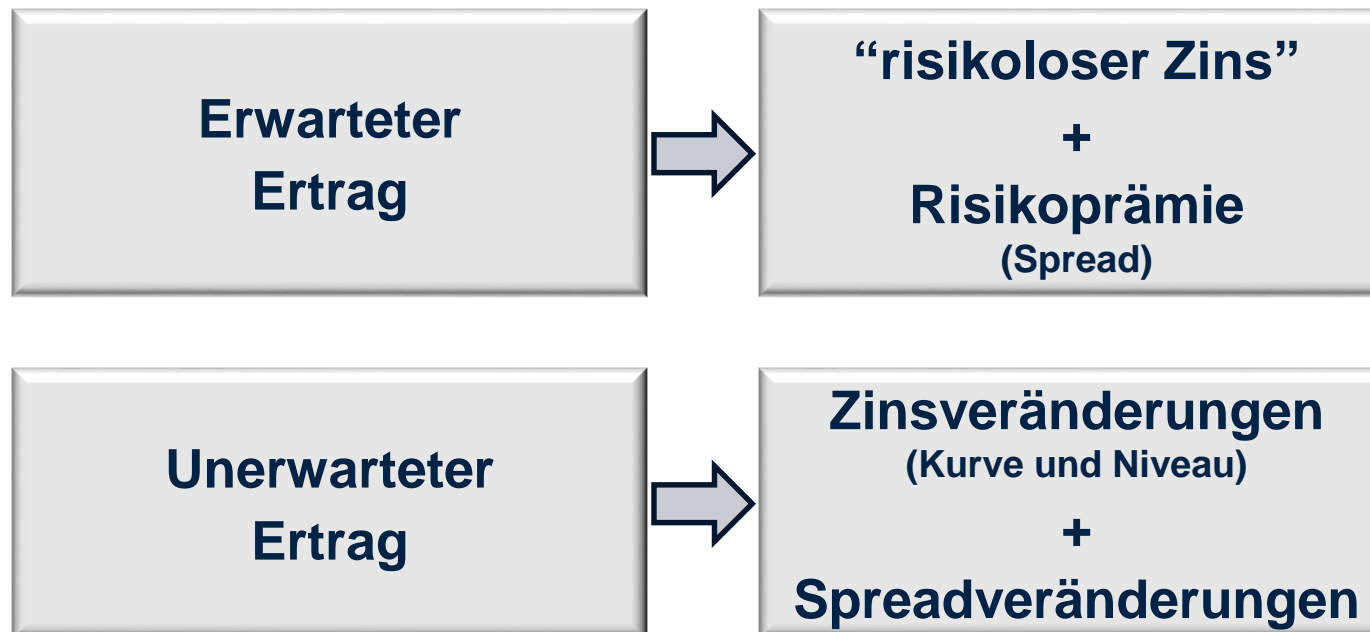 Erwarteter
Ertrag
“risikoloser Zins”
+
Risikoprämie
(Spread)
Unerwarteter
Ertrag
Zinsveränderungen
(Kurve und Niveau)
+
Spreadveränderungen